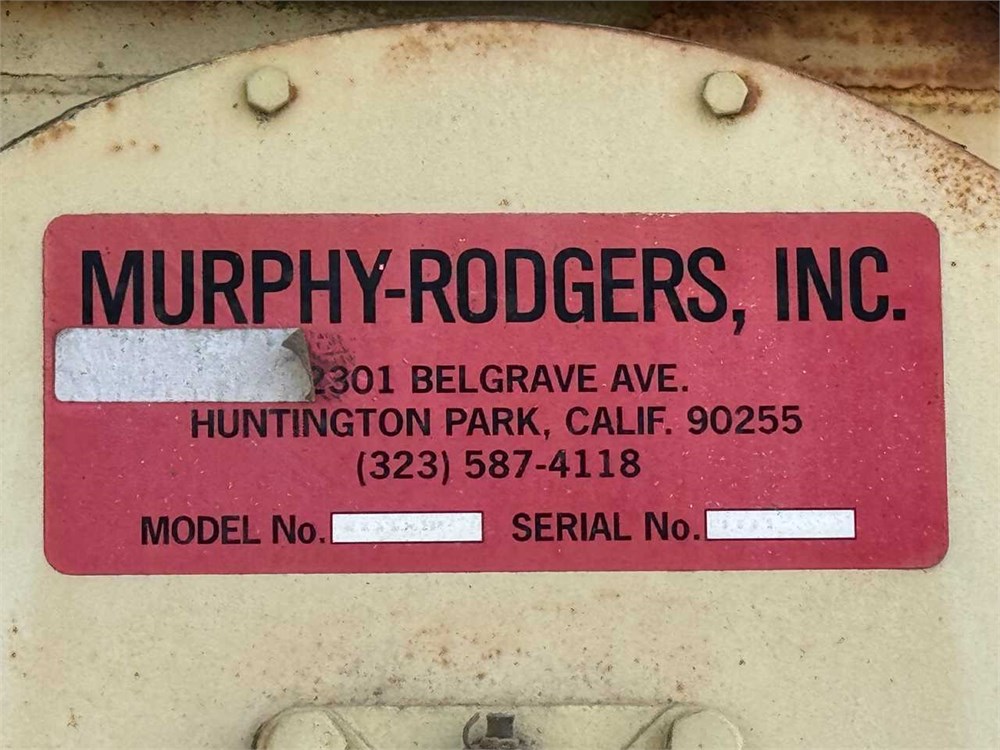 MURPHY-RODGERS, INC.
2301 BELGRAVE AVE.
HUNTINGTON PARK, CALIF. 90255
(323) 587-4118
MODEL No. SERIAL No.